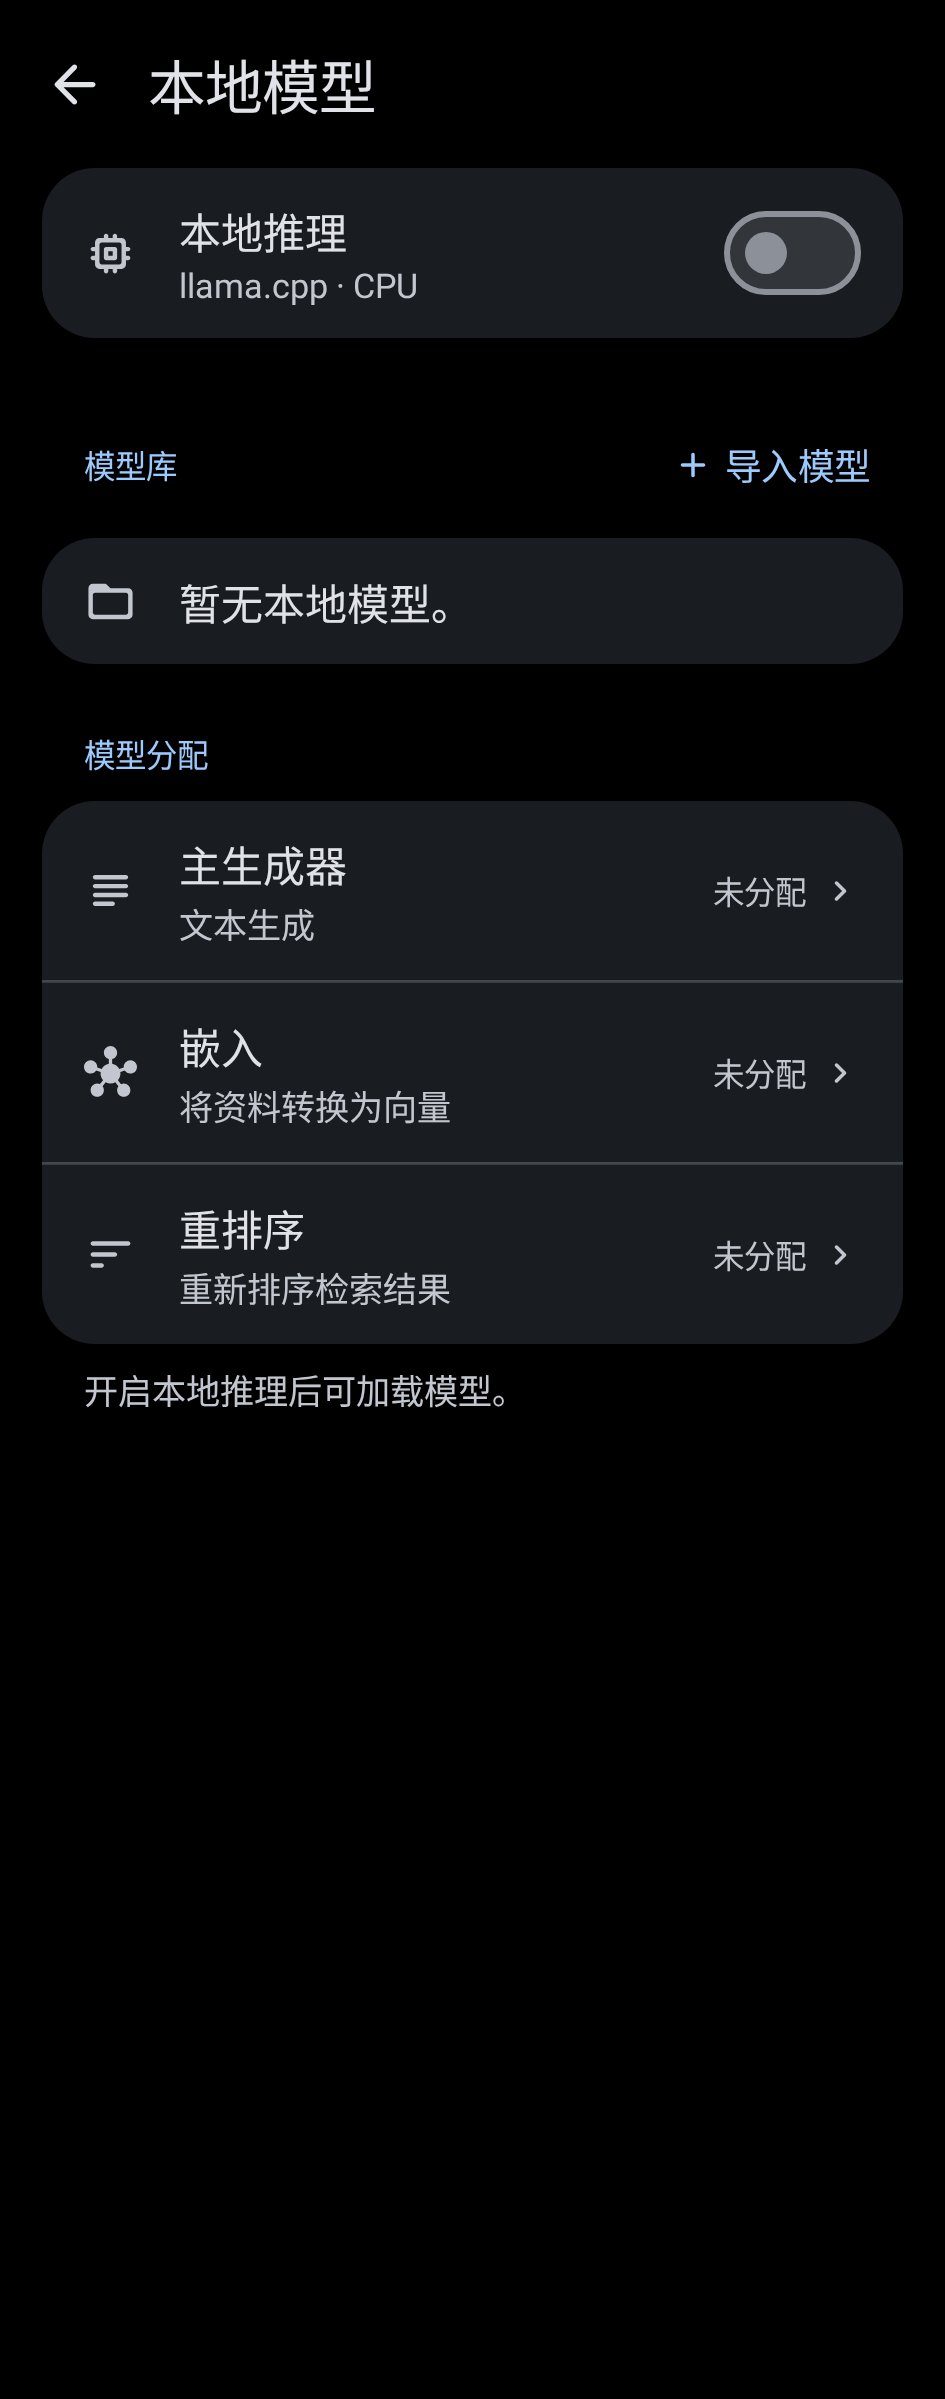 本地模型
本地推理
llama.cpp · CPU
模型库
+ 导入模型
暂无本地模型。
模型分配
主生成器
文本生成
未分配
嵌入
将资料转换为向量
未分配
重排序
重新排序检索结果
未分配
开启本地推理后可加载模型。